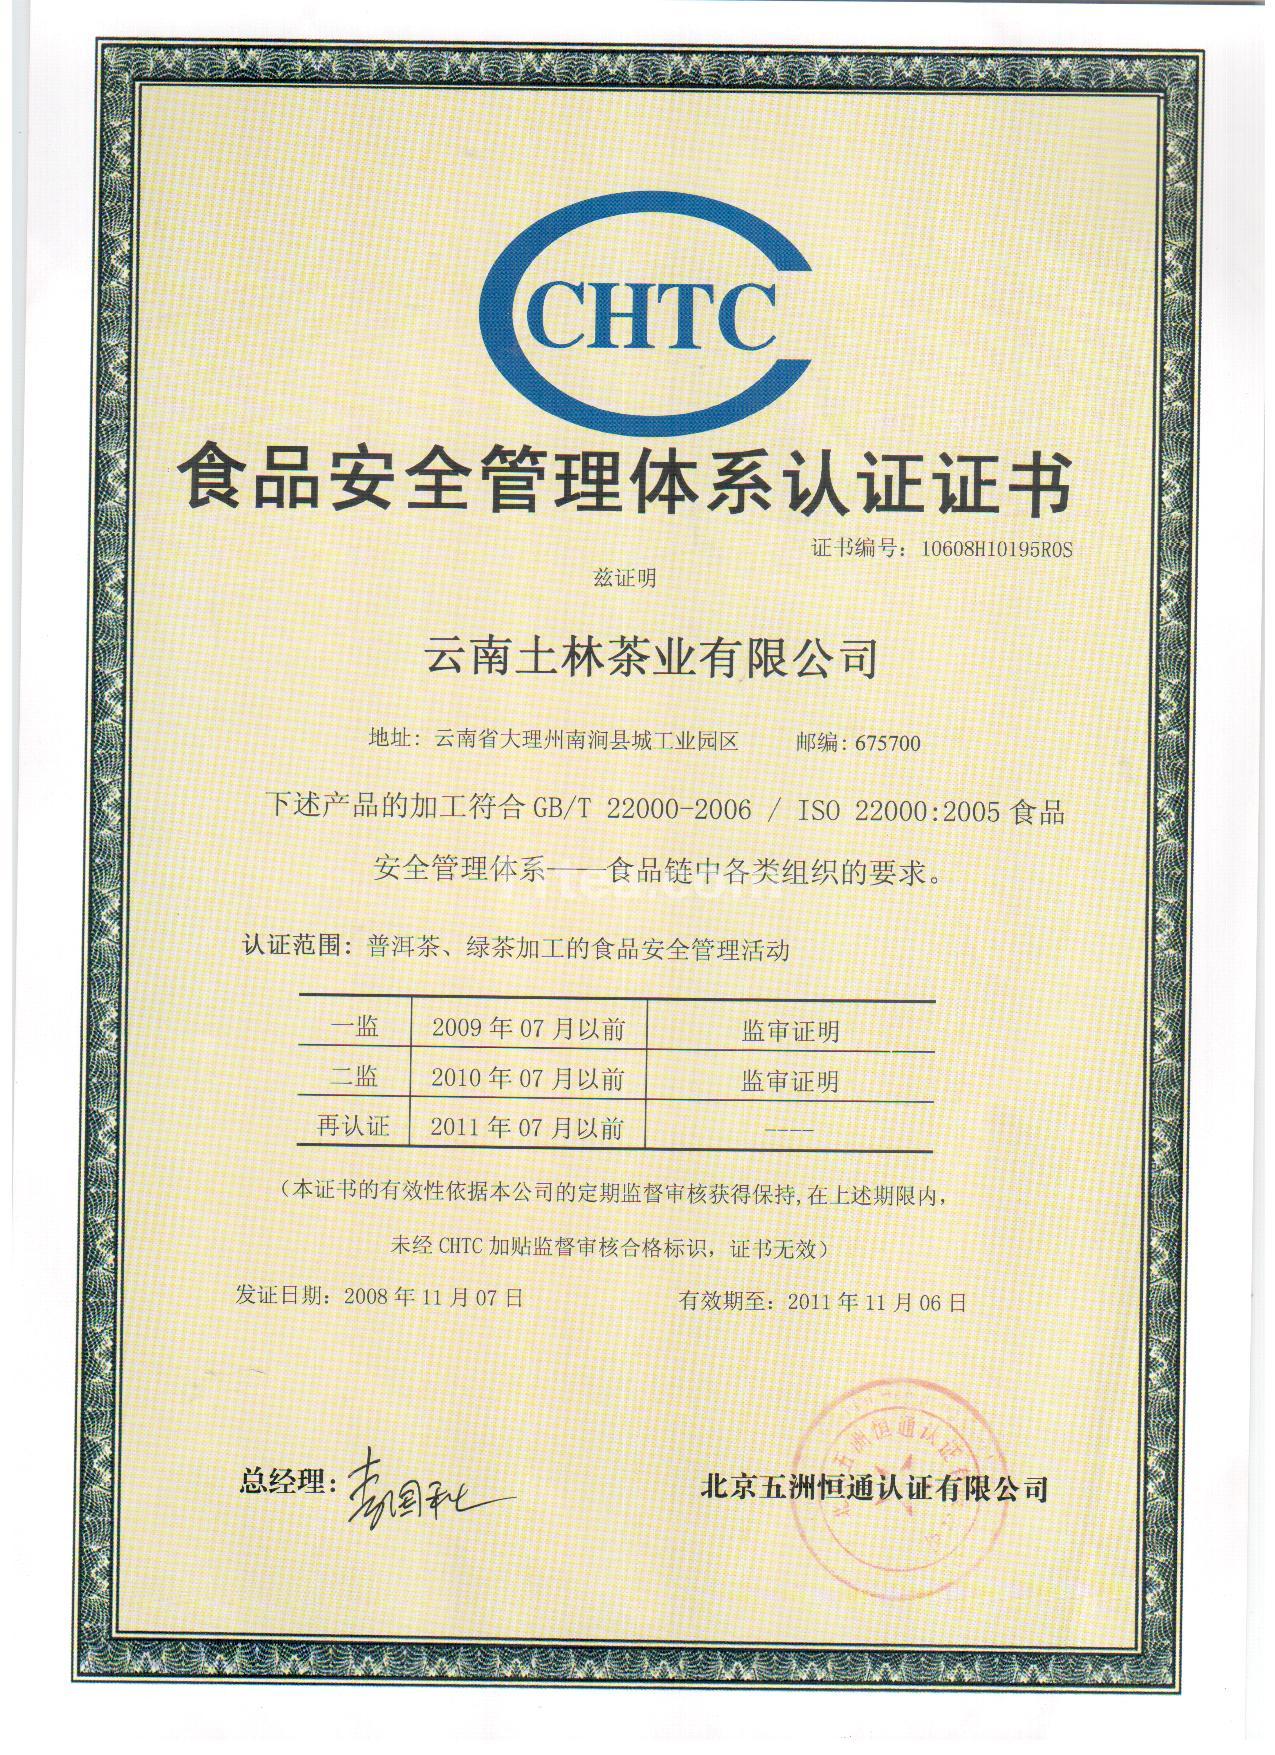 CHTC
食品安全管理体系认证证书
证书编号：10608H10195R0S
兹证明
云南土林茶业有限公司
地址：云南省大理州南涧县城工业园区 邮编：675700
下述产品的加工符合 GB/T 22000-2006 / ISO 22000:2005 食品
安全管理体系——食品链中各类组织的要求。
认证范围：普洱茶、绿茶加工的食品安全管理活动
一监 2009 年 07 月以前 监审证明
二监 2010 年 07 月以前 监审证明
再认证 2011 年 07 月以前 ----
（本证书的有效性依据本公司的定期监督审核获得保持,在上述期限内，
未经 CHTC 加贴监督审核合格标识，证书无效）
发证日期：2008 年 11 月 07 日 有效期至：2011 年 11 月 06 日
总经理：
北京五洲恒通认证有限公司